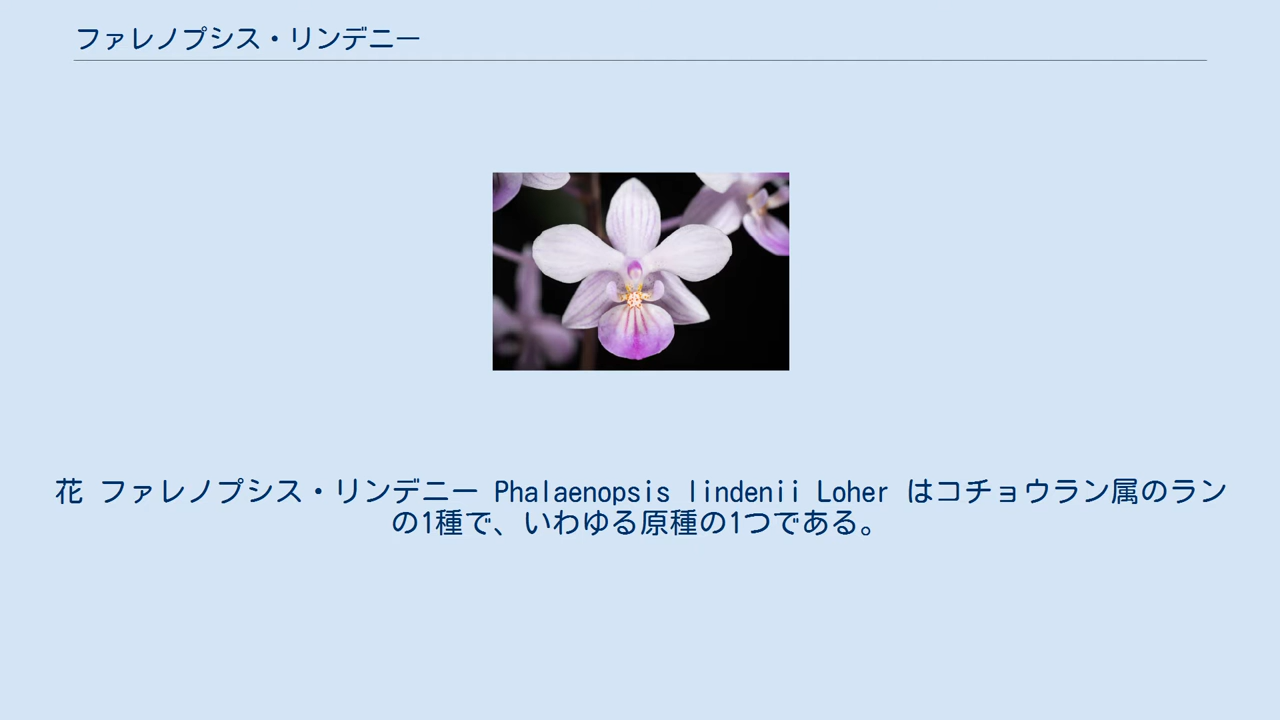 ファレノプシス・リンデニー
花 ファレノプシス・リンデニー Phalaenopsis lindenii Loher はコチョウラン属のラン
の1種で、いわゆる原種の1つである。